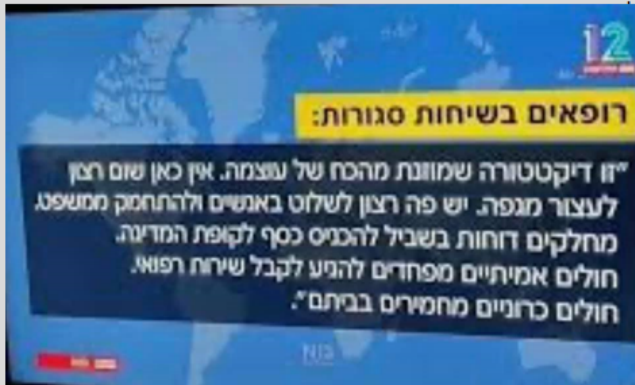 12
רופאים בשיחות סגורות:
"זו דיקטטורה שמוזנת מהכח של עוצמה. אין כאן שום רצון
לעצור מגפה. יש פה רצון לשלוט באנשים ולהתחמק ממשפט.
מחלקים דוחות בשביל להכניס כסף לקופת המדינה.
חולים אמיתיים מפחדים להגיע לקבל שירות רפואי.
חולים כרוניים מחמירים בביתם".